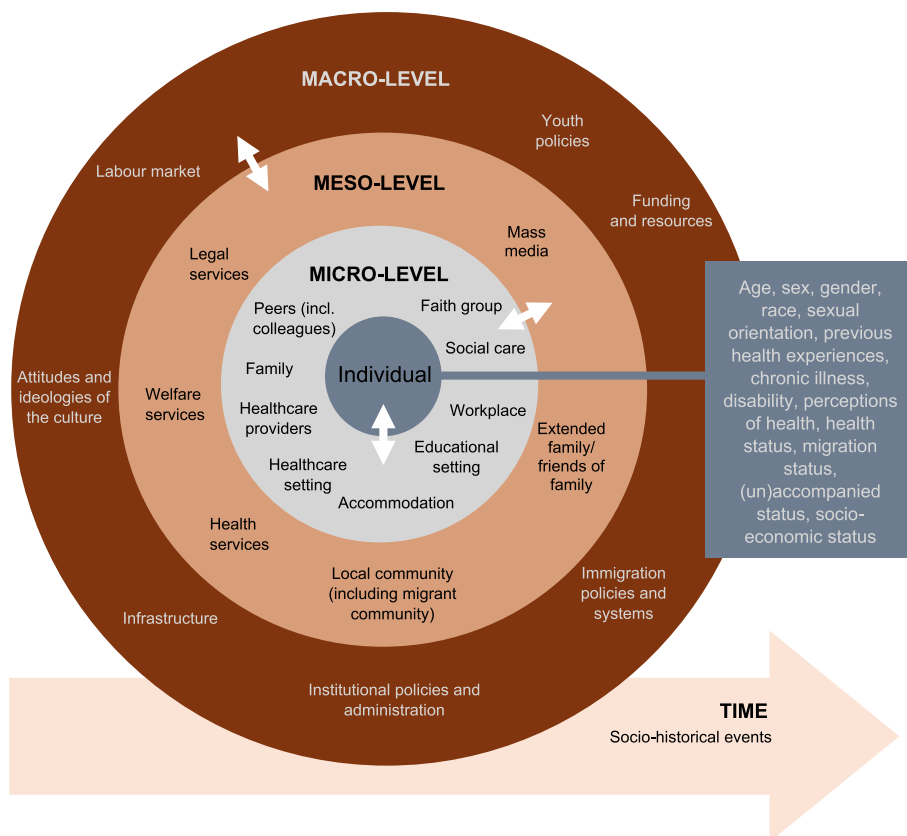 MACRO-LEVEL
Youth
policies
Labour market
Funding
and resources
Attitudes and
ideologies
of the culture
Infrastructure
Immigration
policies and
systems
Institutional policies and
administration
MESO-LEVEL
Mass
media
Legal
services
Welfare
services
Extended
family/
friends of
family
Health
services
Local community
(including migrant
community)
MICRO-LEVEL
Peers (incl.
colleagues)
Faith group
Social care
Family
Workplace
Healthcare
providers
Educational
setting
Healthcare
setting
Accommodation
Individual
Age, sex, gender,
race, sexual
orientation, previous
health experiences,
chronic illness,
disability, perceptions
of health, health
status, migration
status,
(un)accompanied
status, socio-
economic status
TIME
Socio-historical events